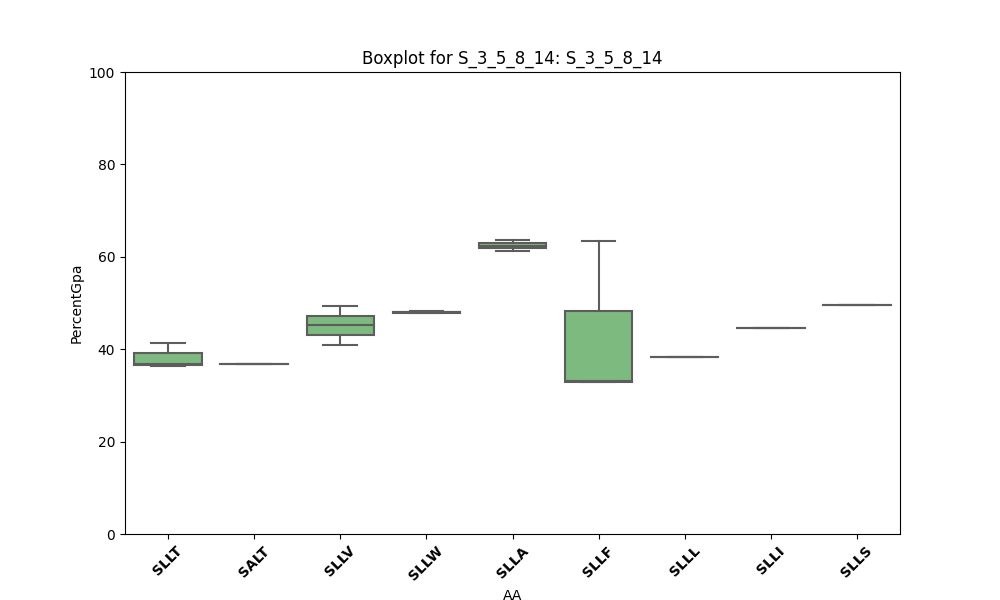 Boxplot for S_3_5_8_14: S_3_5_8_14
100
80
60
40
20
0
PercentGpa
SLLT
SALT
SLLV
SLLW
SLLA
SLLF
SLLL
SLLI
SLLS
AA